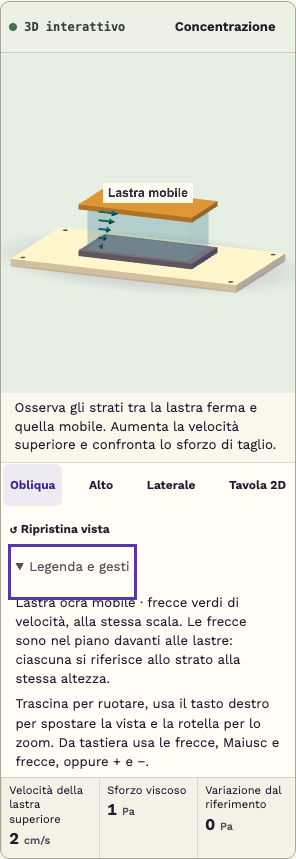 3D interattivo
Concentrazione
Lastra mobile
Osserva gli strati tra la lastra ferma e
quella mobile. Aumenta la velocità
superiore e confronta lo sforzo di taglio.
Obliqua Alto Laterale Tavola 2D
↺ Ripristina vista
▼ Legenda e gesti
Lastra ocra mobile · frecce verdi di
velocità, alla stessa scala. Le frecce
sono nel piano davanti alle lastre:
ciascuna si riferisce allo strato alla
stessa altezza.
Trascina per ruotare, usa il tasto destro
per spostare la vista e la rotella per lo
zoom. Da tastiera usa le frecce, Maiusc e
frecce, oppure + e −.
Velocità della
lastra
superiore
2 cm/s
Sforzo viscoso
1 Pa
Variazione dal
riferimento
0 Pa